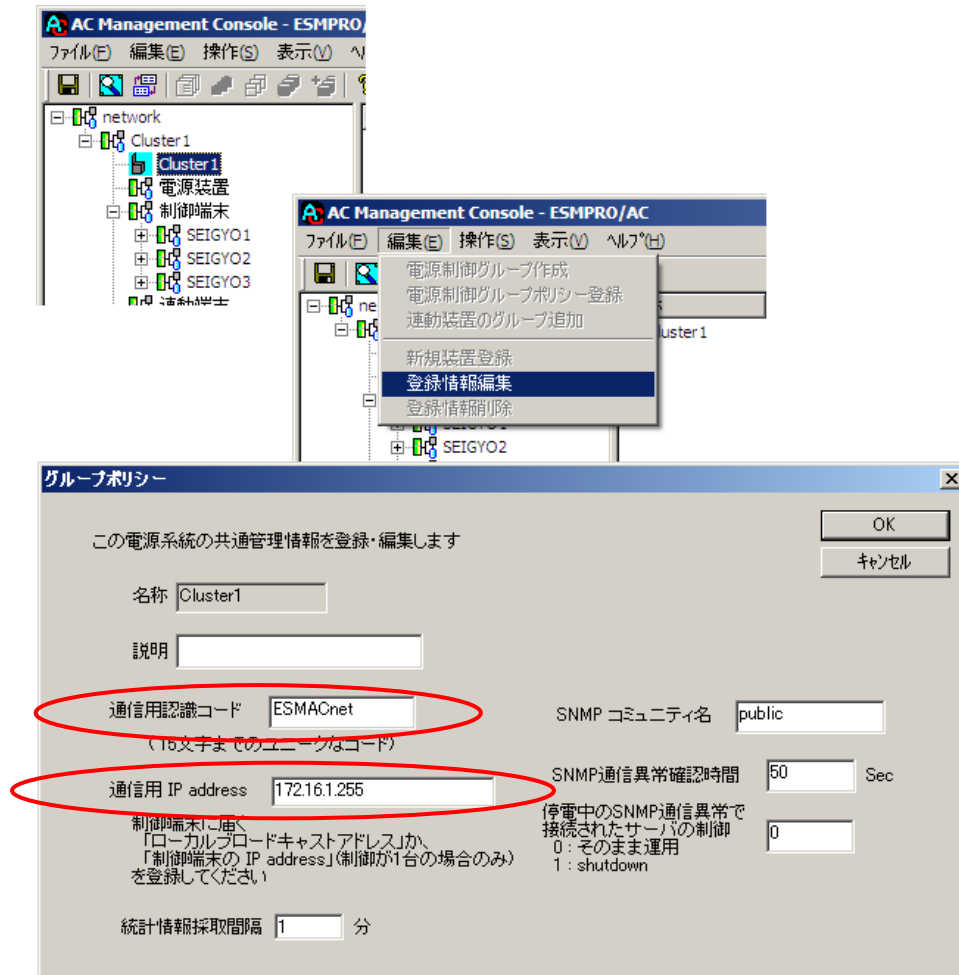 AC Management Console - ESMPRO/
ファイル(F) 編集(E) 操作(S) 表示(V) ヘ
network
Cluster1
Cluster1
電源装置
制御端末
SEIGYO1
SEIGYO2
SEIGYO3
連動端末
AC Management Console - ESMPRO/AC
ファイル(F) 編集(E) 操作(S) 表示(V) ヘルプ(H)
電源制御グループ作成
電源制御グループポリシー登録
連動装置のグループ追加
新規装置登録
登録情報編集
登録情報削除
ne
luster1
SEIGYO1
SEIGYO2
グループポリシー
OK
キャンセル
この電源系統の共通管理情報を登録・編集します
名称 Cluster1
説明
通信用認識コード ESMACnet
(15文字までのユニークなコード)
通信用 IP address 172.16.1.255
制御端末に届く
「ローカルブロードキャストアドレス」か、
「制御端末の IP address」(制御が1台の場合のみ)
を登録してください
統計情報採取間隔 1 分
SNMP コミュニティ名 public
SNMP通信異常確認時間 50 Sec
停電中のSNMP通信異常で
接続されたサーバの制御 0
0 : そのまま運用
1 : shutdown